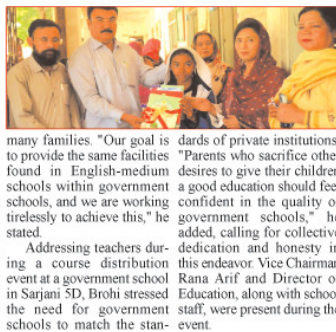 many families. "Our goal is
to provide the same facilities
found in English-medium
schools within government
schools, and we are working
tirelessly to achieve this," he
stated.
Addressing teachers dur-
ing a course distribution
event at a government school
in Sarjani 5D, Brohi stressed
the need for government
schools to match the stan-
dards of private institutions
"Parents who sacrifice othe
desires to give their children
a good education should fee
confident in the quality o
government schools," he
added, calling for collective
dedication and honesty in
this endeavor. Vice Chairman
Rana Arif and Director o
Education, along with schoo
staff, were present during the
event.